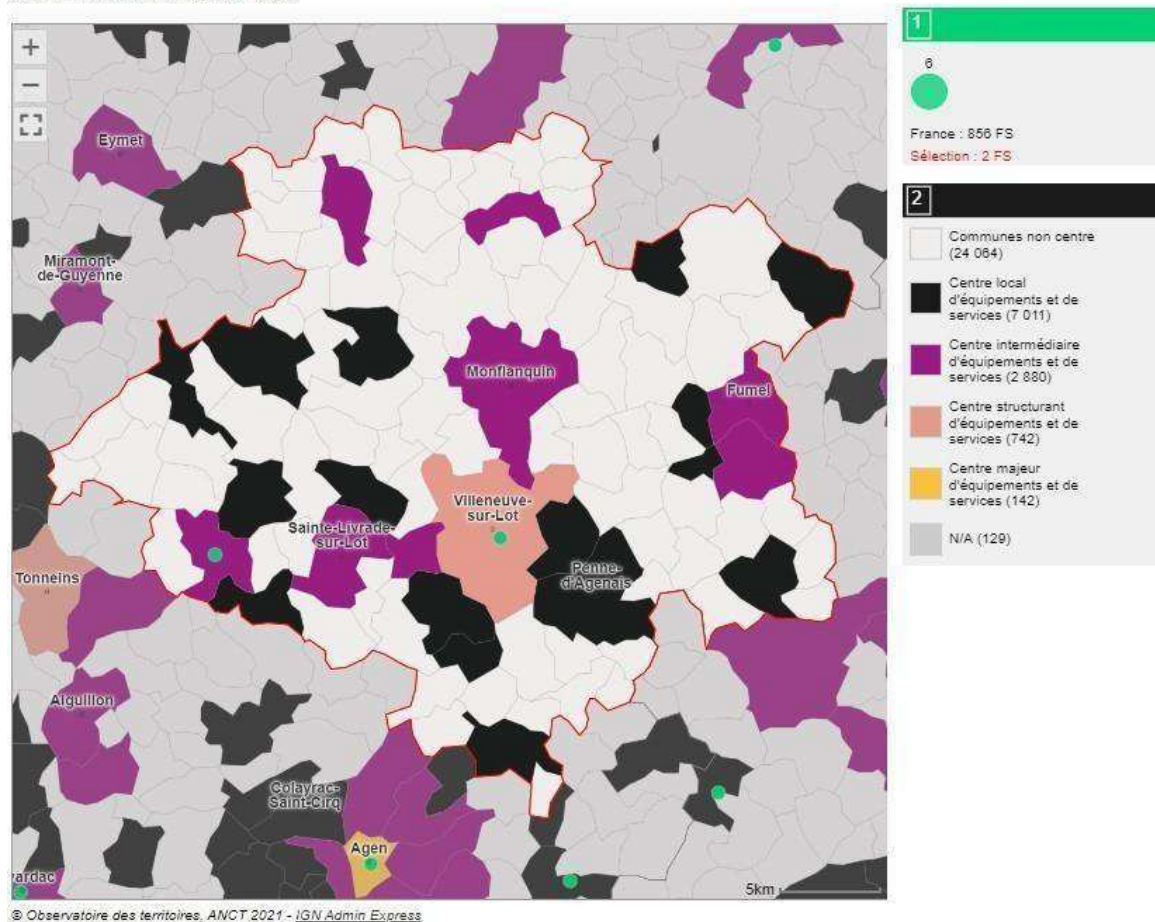 +
−
Eymet
Miramont-
de-Guyenne
Monflanquin
Fumel
Villeneuve-
sur-Lot
Sainte-Livrade-
sur-Lot
Penne-
d'Agenais
Tonneins
Aiguillon
Colayrac-
Saint-Cirq
Agen
vardac
5km
© Observatoire des territoires, ANCT 2021 - IGN Admin Express
1
6
France : 856 FS
Sélection : 2 FS
2
Communes non centre
(24 064)
Centre local
d'équipements et de
services (7 011)
Centre intermédiaire
d'équipements et de
services (2 880)
Centre structurant
d'équipements et de
services (742)
Centre majeur
d'équipements et de
services (142)
N/A (129)